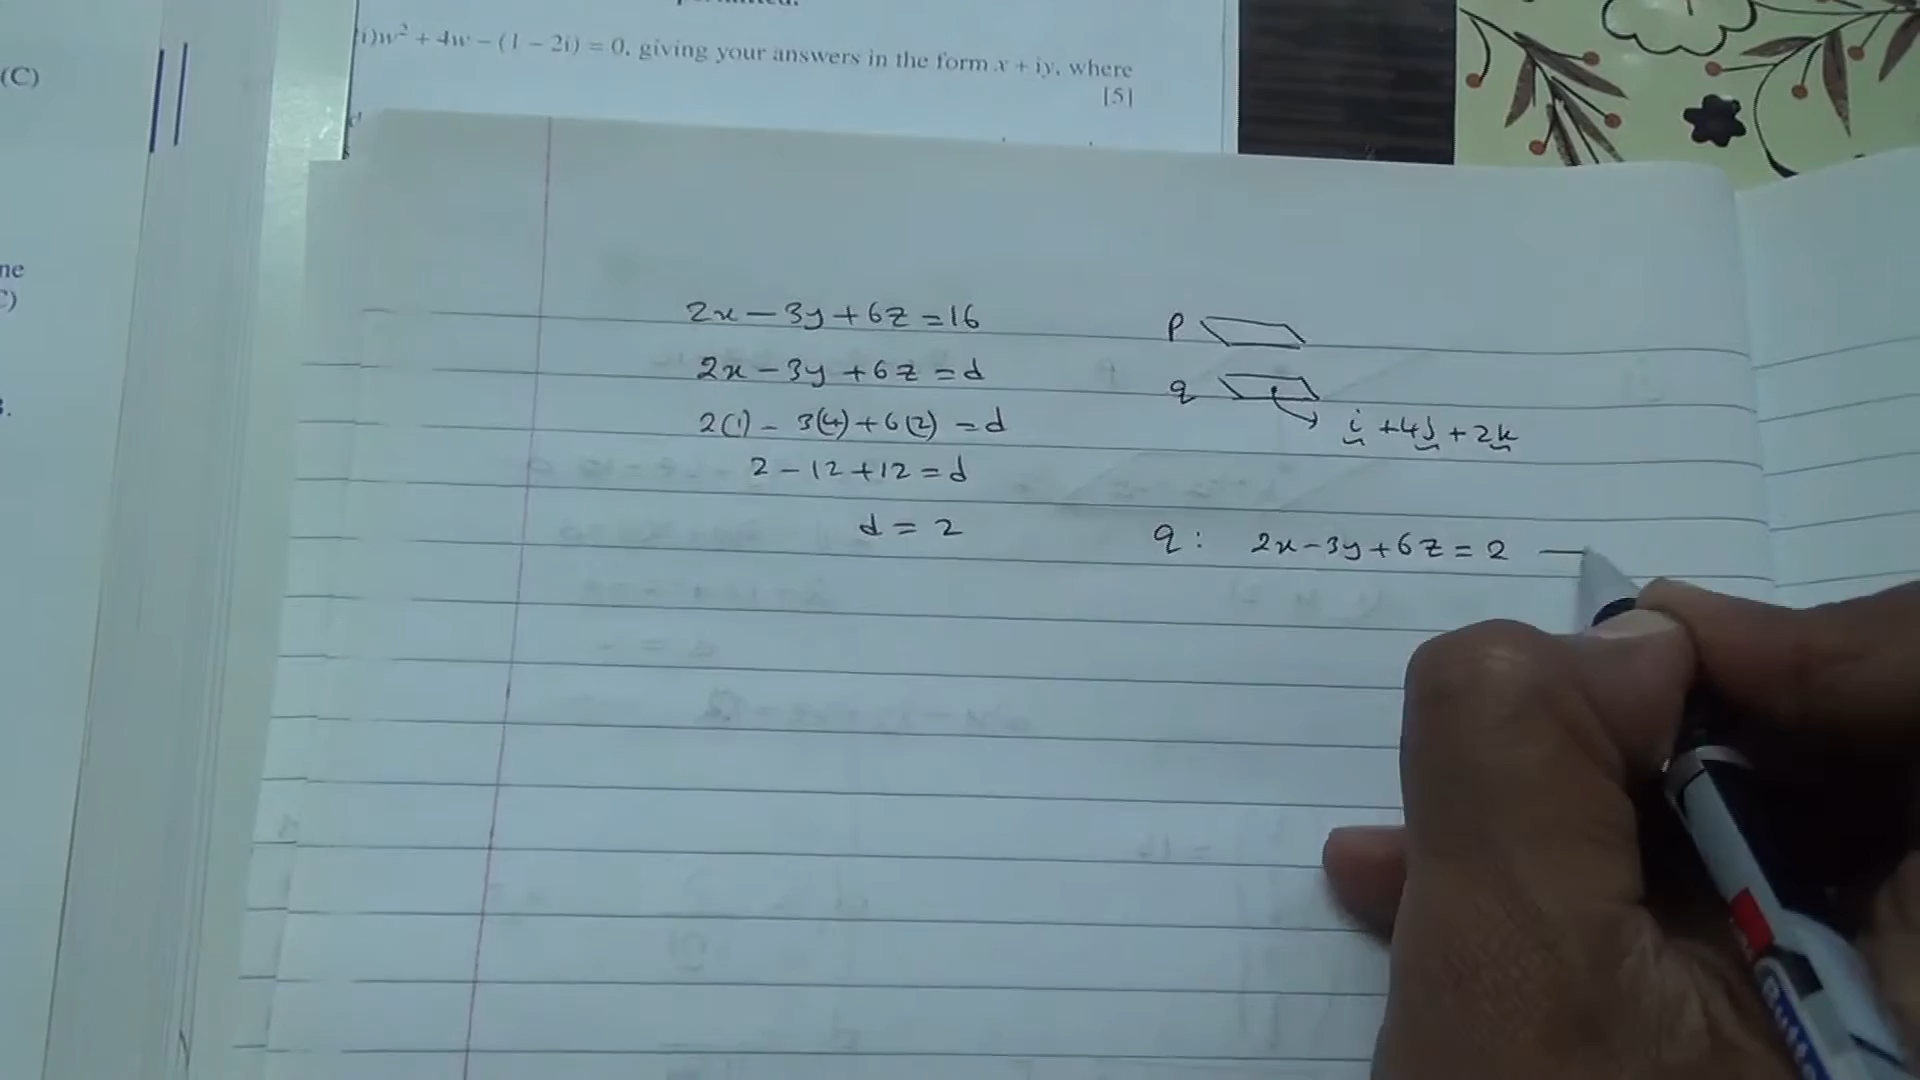 (C)
i)w² + 4w − (1 − 2i) = 0, giving your answers in the form x + iy, where
[5]
ne
2x − 3y + 6z = 16
2x − 3y + 6z = d
2(1) − 3(4) + 6(2) = d
2 − 12 + 12 = d
d = 2
p
q
i + 4j + 2k
q : 2x − 3y + 6z = 2 —